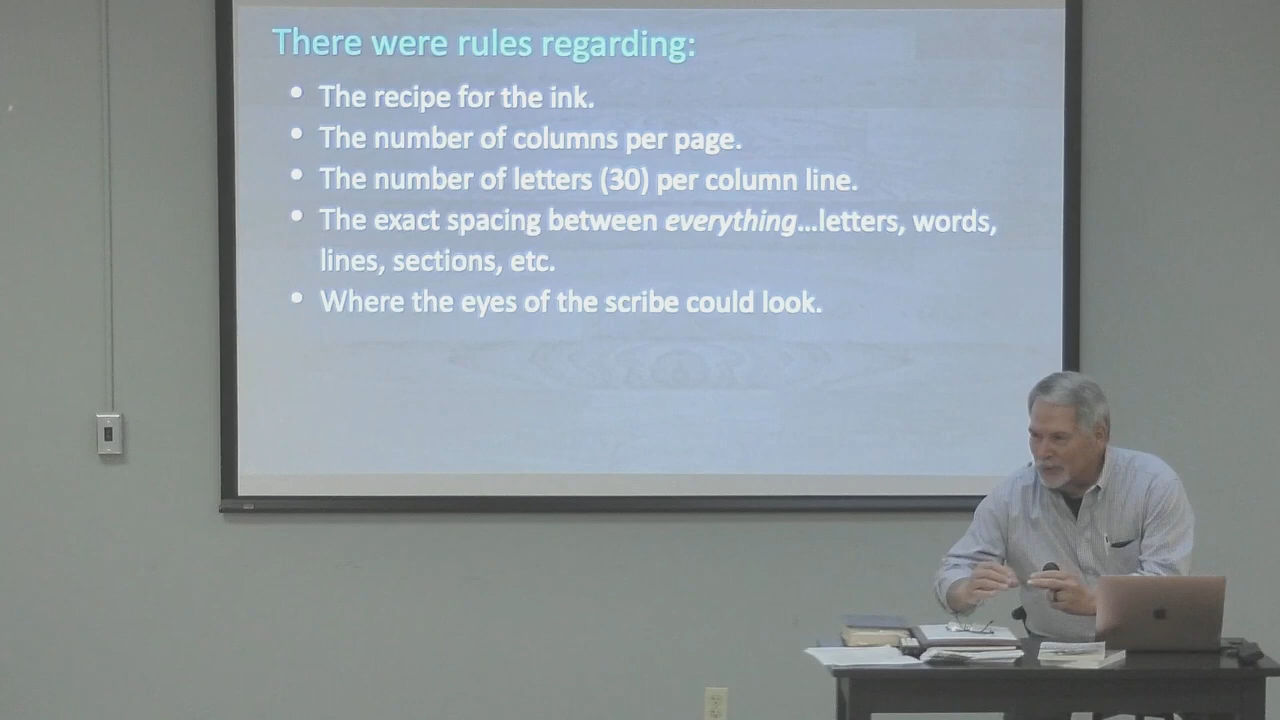 There were rules regarding:
• The recipe for the ink.
• The number of columns per page.
• The number of letters (30) per column line.
• The exact spacing between everything...letters, words,
lines, sections, etc.
• Where the eyes of the scribe could look.